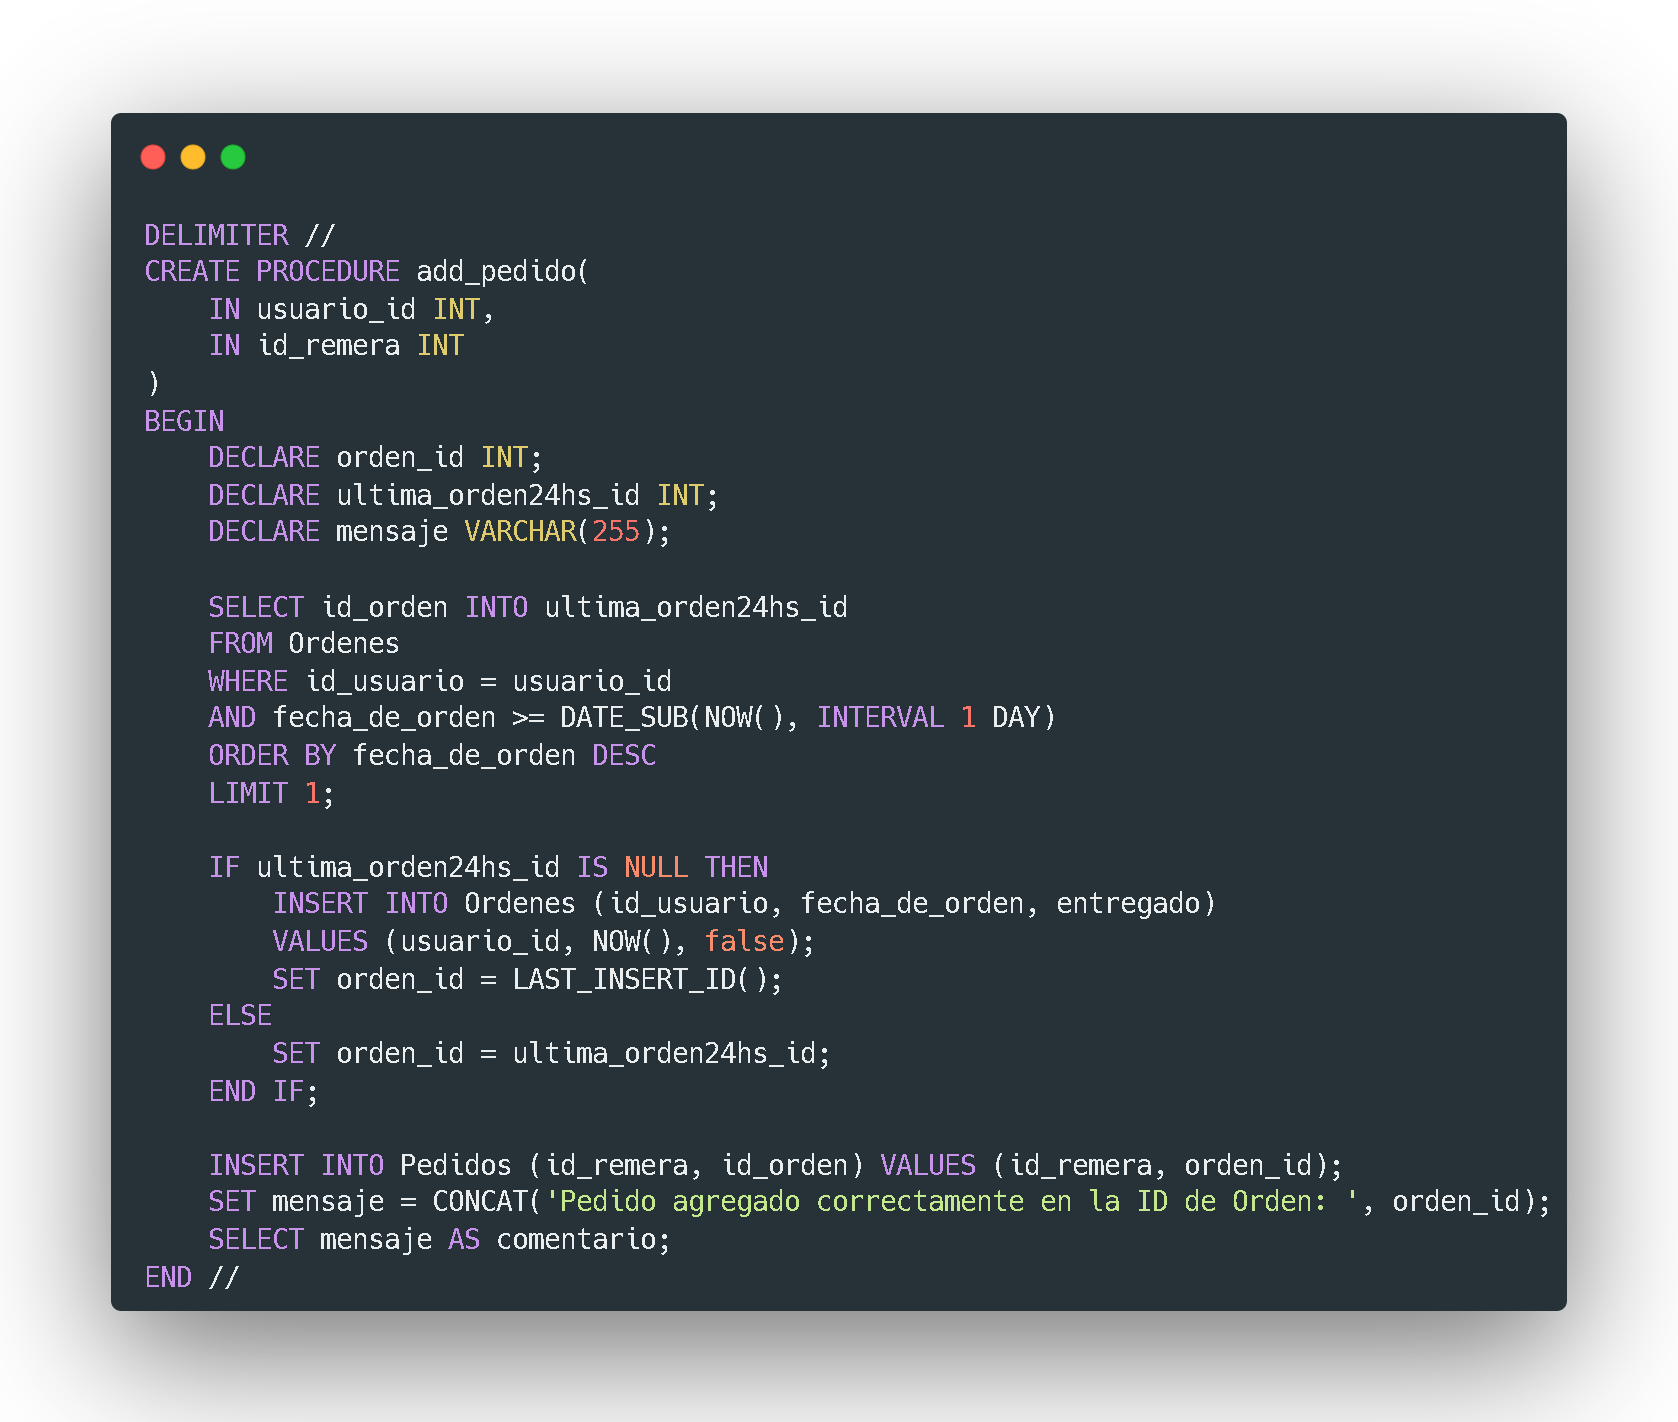 DELIMITER //
CREATE PROCEDURE add_pedido(
    IN usuario_id INT,
    IN id_remera INT
)
BEGIN
    DECLARE orden_id INT;
    DECLARE ultima_orden24hs_id INT;
    DECLARE mensaje VARCHAR(255);

    SELECT id_orden INTO ultima_orden24hs_id
    FROM Ordenes
    WHERE id_usuario = usuario_id
    AND fecha_de_orden >= DATE_SUB(NOW(), INTERVAL 1 DAY)
    ORDER BY fecha_de_orden DESC
    LIMIT 1;

    IF ultima_orden24hs_id IS NULL THEN
        INSERT INTO Ordenes (id_usuario, fecha_de_orden, entregado)
        VALUES (usuario_id, NOW(), false);
        SET orden_id = LAST_INSERT_ID();
    ELSE
        SET orden_id = ultima_orden24hs_id;
    END IF;

    INSERT INTO Pedidos (id_remera, id_orden) VALUES (id_remera, orden_id);
    SET mensaje = CONCAT('Pedido agregado correctamente en la ID de Orden: ', orden_id);
    SELECT mensaje AS comentario;
END //